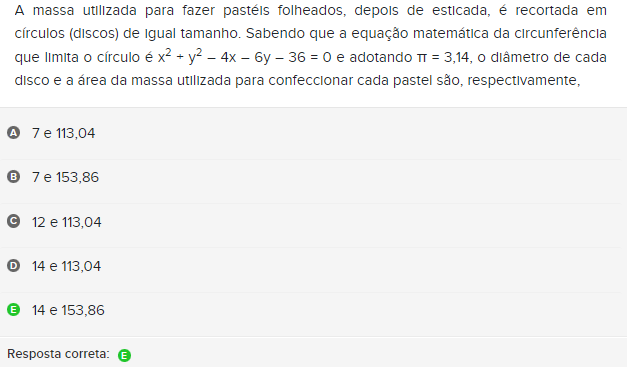 A massa utilizada para fazer pastéis folheados, depois de esticada, é recortada em
círculos (discos) de igual tamanho. Sabendo que a equação matemática da circunferência
que limita o círculo é x² + y² – 4x – 6y – 36 = 0 e adotando π = 3,14, o diâmetro de cada
disco e a área da massa utilizada para confeccionar cada pastel são, respectivamente,
A 7 e 113,04
B 7 e 153,86
C 12 e 113,04
D 14 e 113,04
E 14 e 153,86
Resposta correta: E